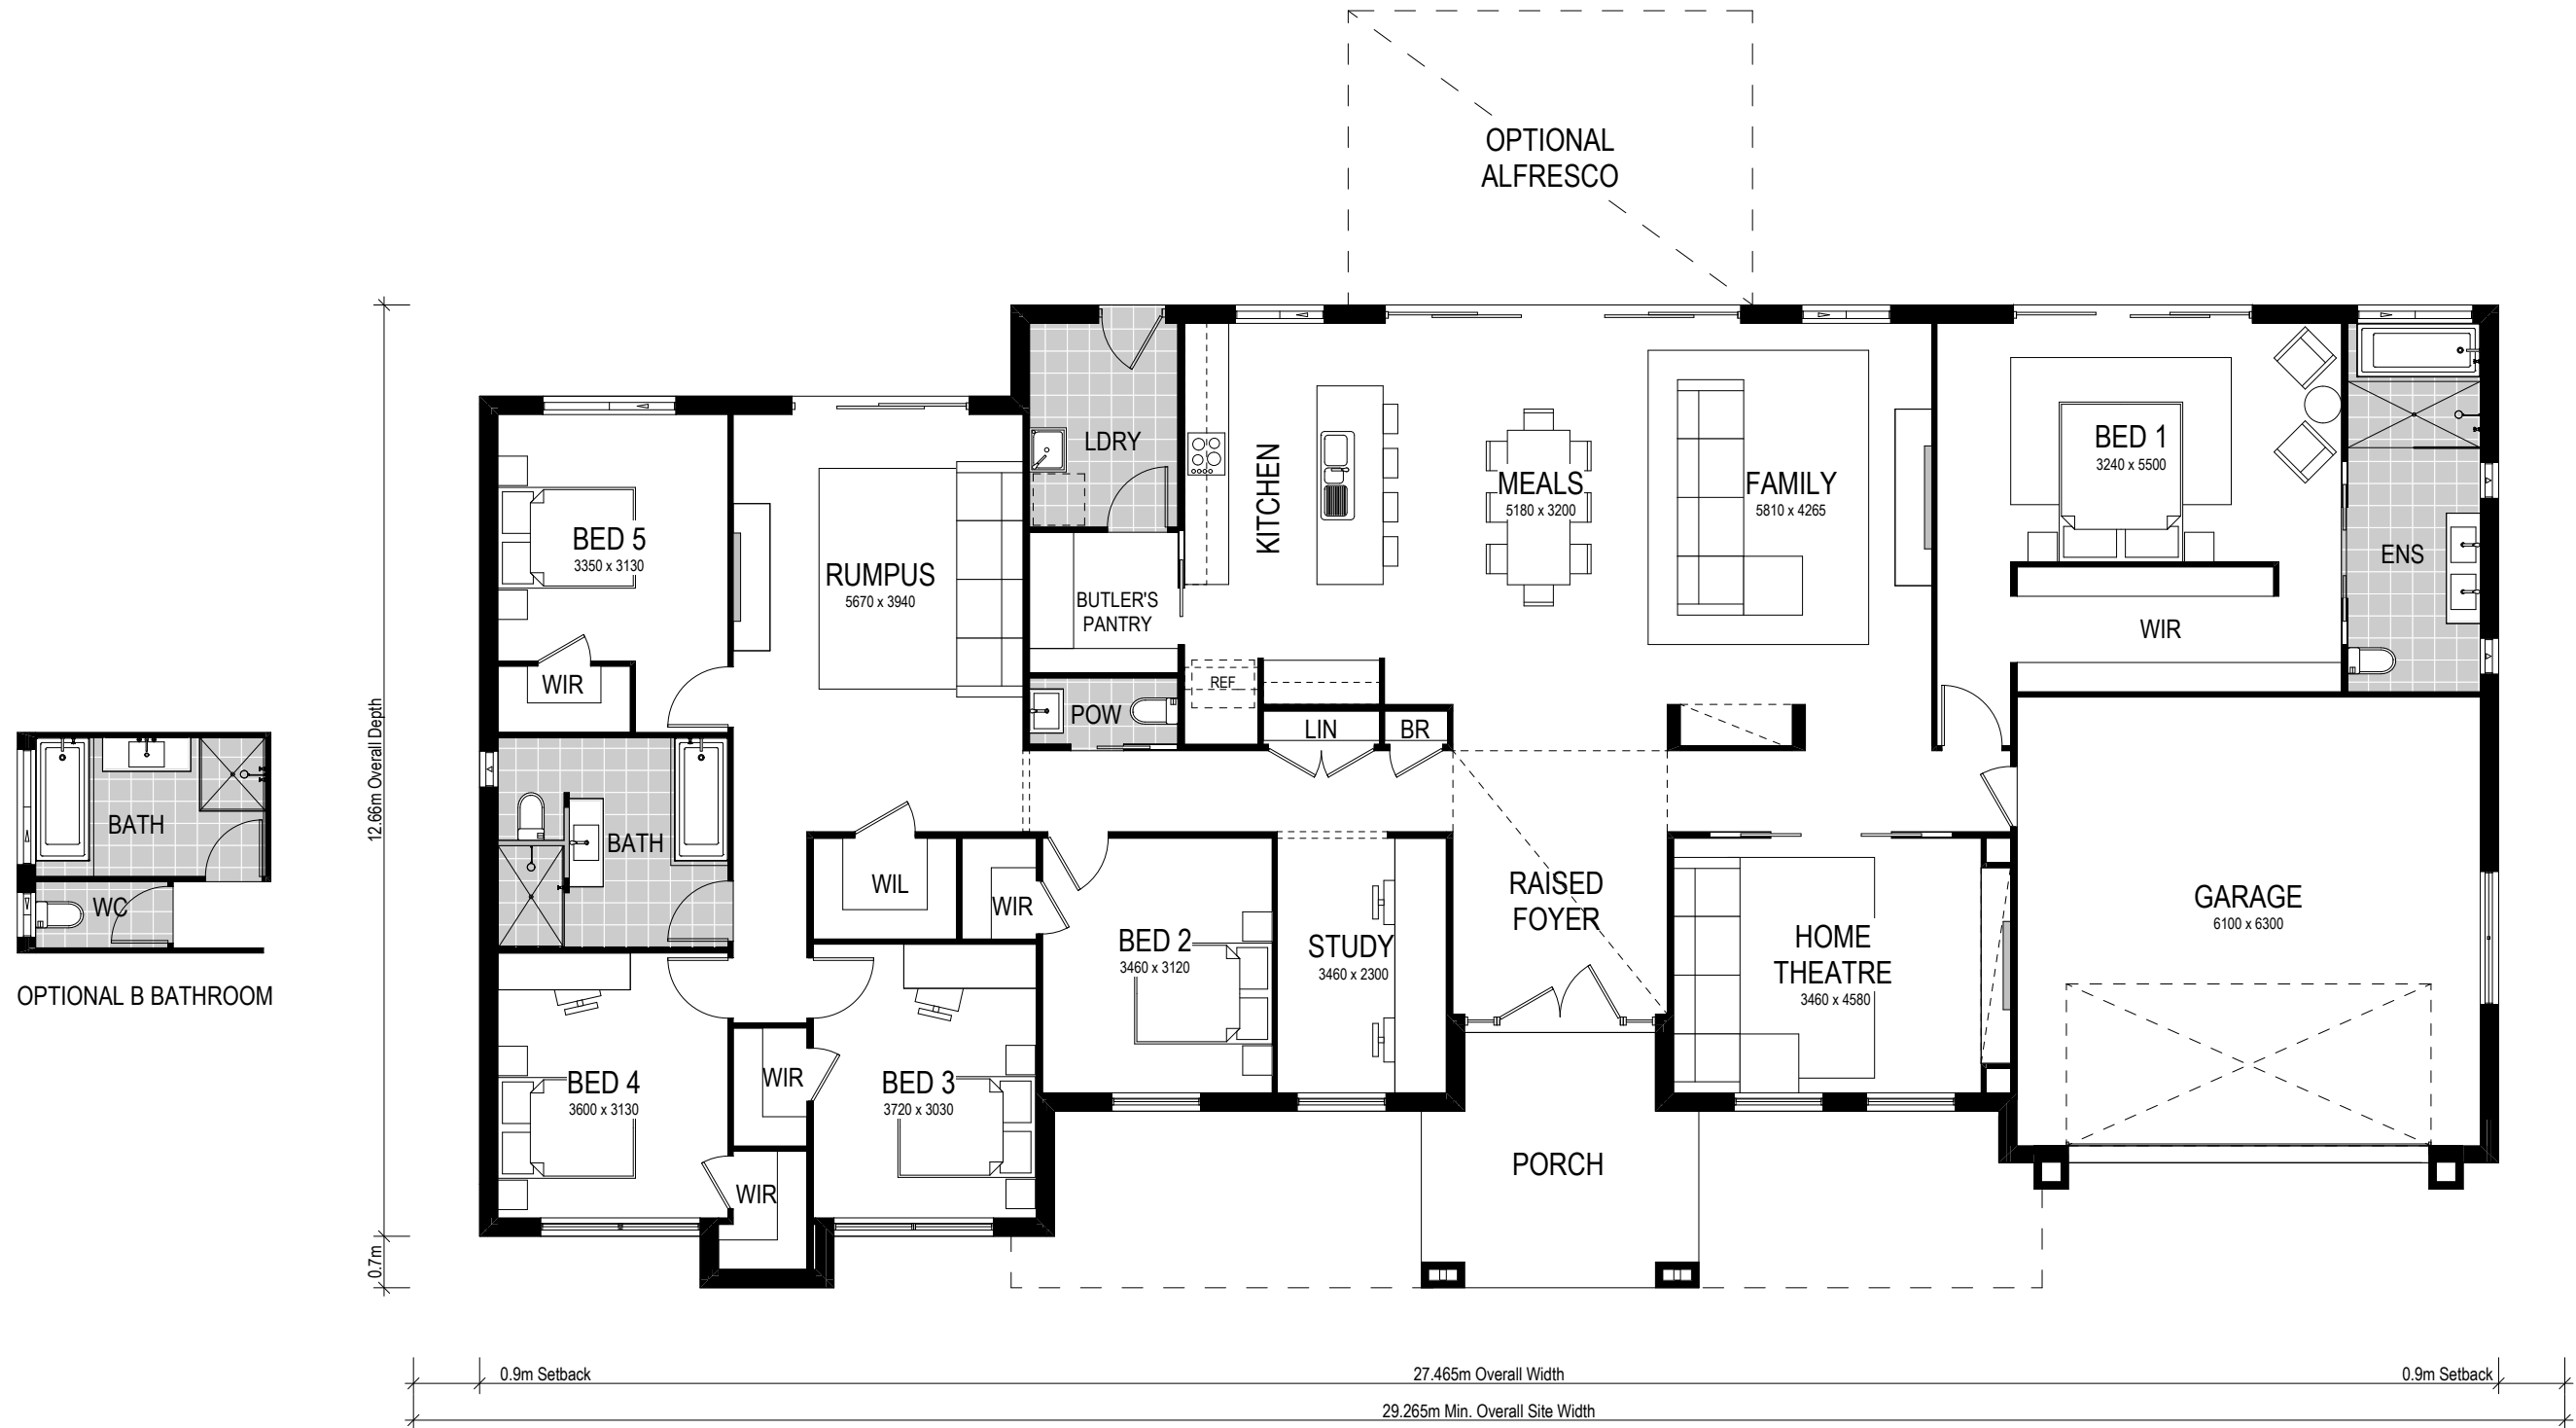 OPTIONAL
ALFRESCO
LDRY
KITCHEN
MEALS
5180 x 3200
FAMILY
5810 x 4265
BED 1
3240 x 5500
ENS
WIR
BED 5
3350 x 3130
WIR
RUMPUS
5670 x 3940
BUTLER'S
PANTRY
REF
POW
LIN
BR
12.66m Overall Depth
0.7m
BATH
WC
OPTIONAL B BATHROOM
BATH
WIL
WIR
BED 2
3460 x 3120
STUDY
3460 x 2300
RAISED
FOYER
HOME
THEATRE
3460 x 4580
GARAGE
6100 x 6300
BED 4
3600 x 3130
WIR
WIR
BED 3
3720 x 3030
PORCH
0.9m Setback
27.465m Overall Width
0.9m Setback
29.265m Min. Overall Site Width